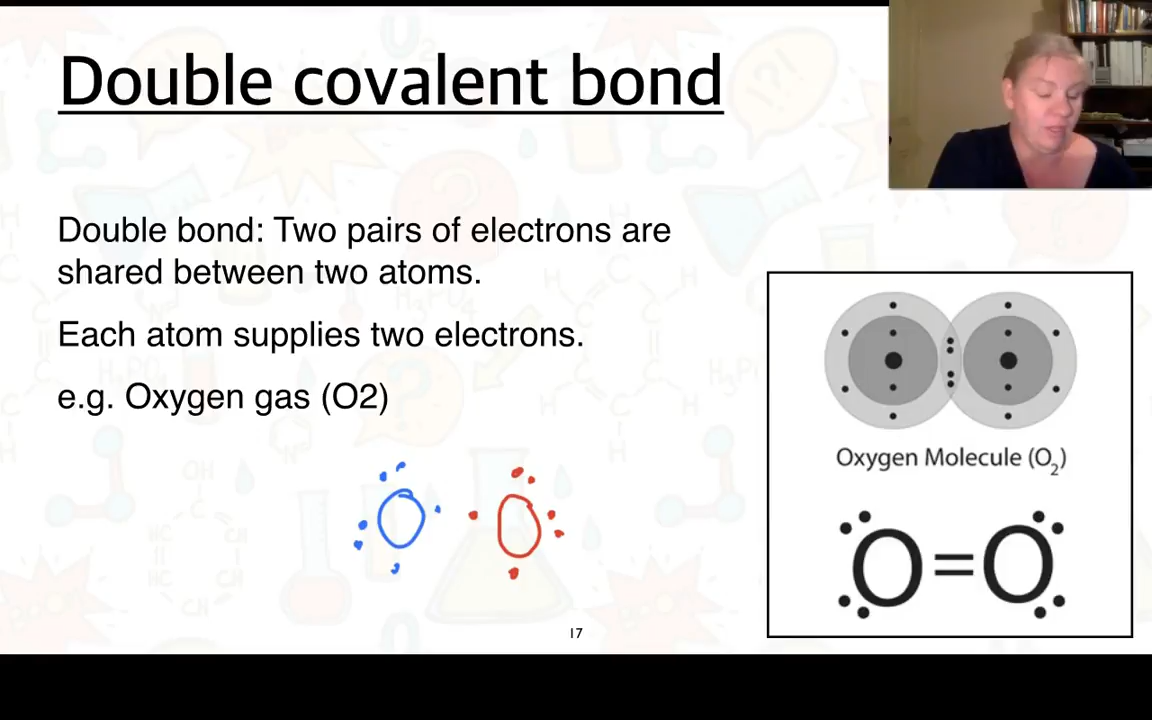 Double covalent bond
Double bond: Two pairs of electrons are
shared between two atoms.
Each atom supplies two electrons.
e.g. Oxygen gas (O2)
O O
Oxygen Molecule (O₂)
O=O
17